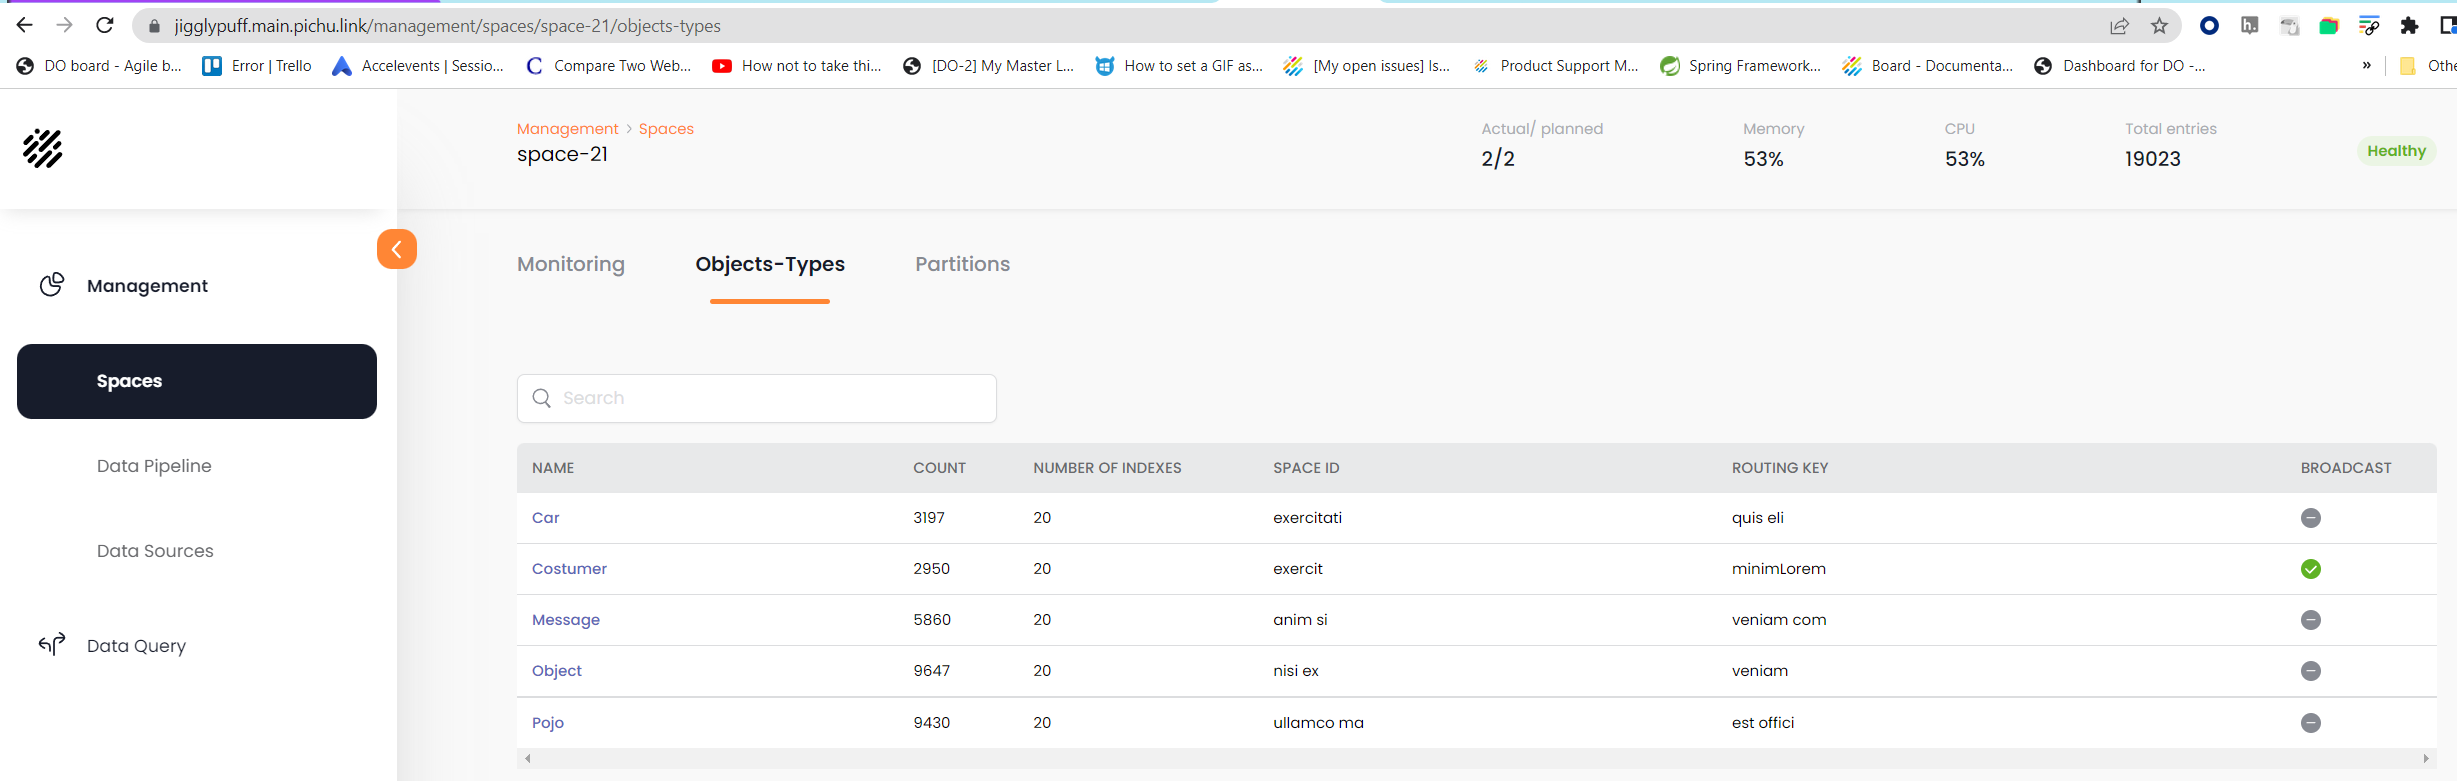 jigglypuff.main.pichu.link/management/spaces/space-21/objects-types
DO board - Agile b... Error | Trello Accelevents | Sessio... Compare Two Web... How not to take thi... [DO-2] My Master L... How to set a GIF as... [My open issues] Is... Product Support M... Spring Framework... Board - Documenta... Dashboard for DO -... » Othe
Management > Spaces
space-21
Actual/ planned Memory CPU Total entries
2/2 53% 53% 19023 Healthy
Monitoring Objects-Types Partitions
Management
Spaces
Data Pipeline
Data Sources
Data Query
Search
NAME COUNT NUMBER OF INDEXES SPACE ID ROUTING KEY BROADCAST
Car 3197 20 exercitati quis eli
Costumer 2950 20 exercit minimLorem
Message 5860 20 anim si veniam com
Object 9647 20 nisi ex veniam
Pojo 9430 20 ullamco ma est offici